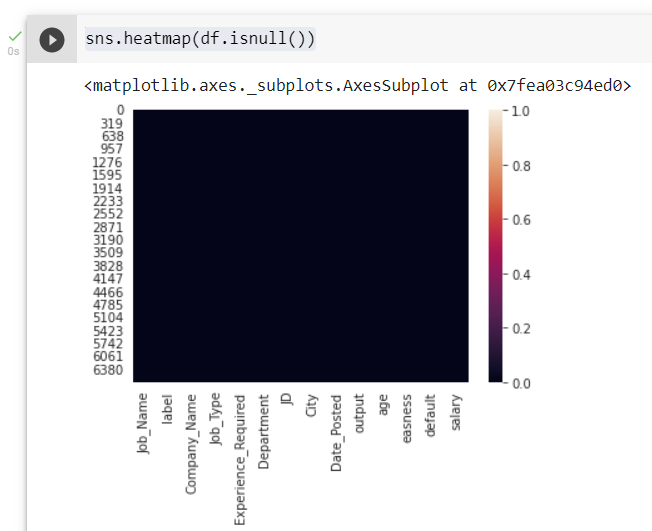 0s
sns.heatmap(df.isnull())
<matplotlib.axes._subplots.AxesSubplot at 0x7fea03c94ed0>
0
319
638
957
1276
1595
1914
2233
2552
2871
3190
3509
3828
4147
4466
4785
5104
5423
5742
6061
6380
1.0
0.8
0.6
0.4
0.2
0.0
Job_Name
label
Company_Name
Job_Type
Experience_Required
Department
JD
City
Date_Posted
output
age
easness
default
salary